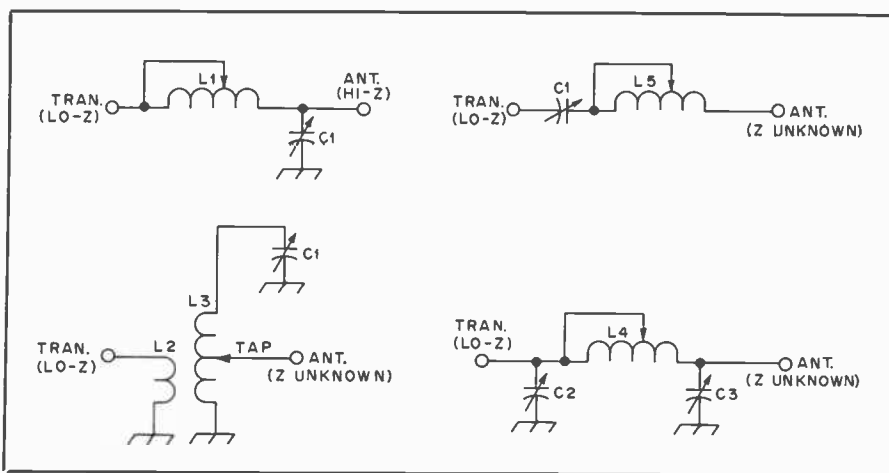 L1
TRAN.
(LO-Z)
ANT.
(HI-Z)
C1
C1
L5
TRAN.
(LO-Z)
ANT.
(Z UNKNOWN)
C1
L3
L2
TRAN.
(LO-Z)
TAP
ANT.
(Z UNKNOWN)
L4
TRAN.
(LO-Z)
C2
C3
ANT.
(Z UNKNOWN)